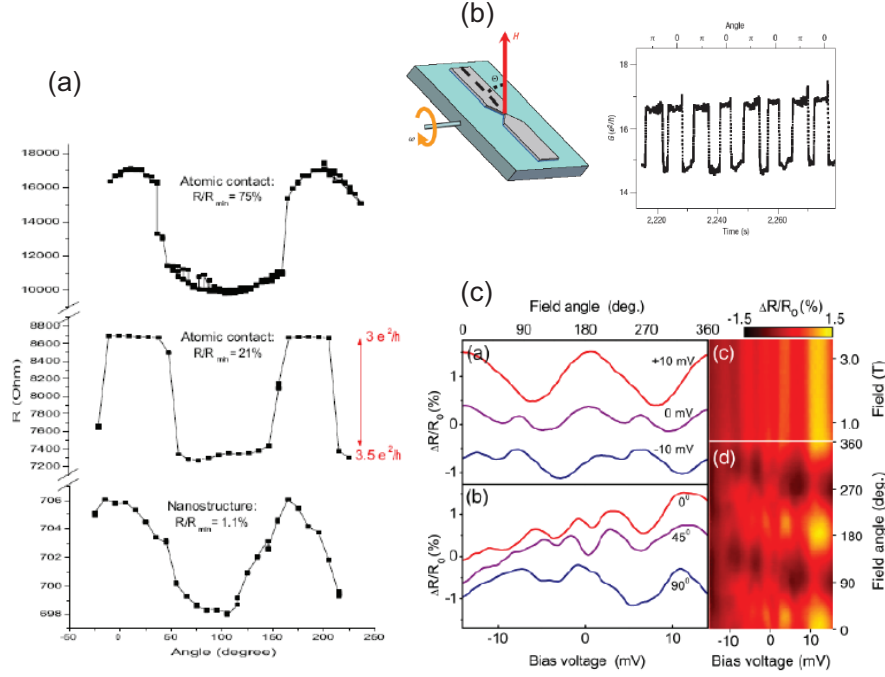 (a)
18000
16000
14000
12000
10000
Atomic contact:
R/Rmin = 75%
8800
8600
8400
8200
8000
7800
7600
7400
7200
Atomic contact:
R/Rmin = 21%
3 e²/h
3.5 e²/h
706
704
702
700
698
Nanostructure:
R/Rmin = 1.1%
R (Ohm)
-50 0 50 100 150 200 250
Angle (degree)
(b)
H
Θ
ω
Angle
π 0 π 0 π 0 π 0
18
16
14
G (e²/h)
2,220 2,240 2,260
Time (s)
(c)
Field angle (deg.)
0 90 180 270 360
ΔR/R₀ (%)
-1.5 1.5
(a)
+10 mV
0 mV
-10 mV
1
0
-1
ΔR/R₀ (%)
(b)
0⁰
45⁰
90⁰
1
0
-1
ΔR/R₀ (%)
-10 0 10
Bias voltage (mV)
(c)
3.0
1.0
Field (T)
(d)
360
270
180
90
0
Field angle (deg.)
-10 0 10
Bias voltage (mV)